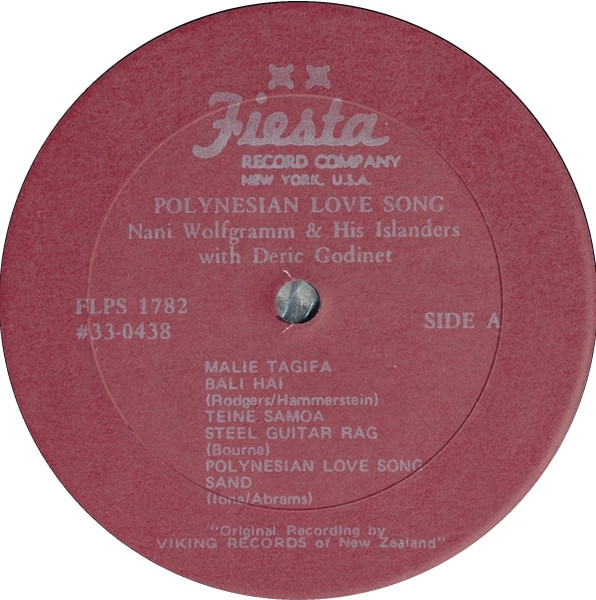 Fiesta
RECORD COMPANY
NEW YORK, U.S.A.
POLYNESIAN LOVE SONG
Nani Wolfgramm & His Islanders
with Deric Godinet
FLPS 1782
#33-0438
SIDE A
MALIE TAGIFA
BALI HAI
(Rodgers/Hammerstein)
TEINE SAMOA
STEEL GUITAR RAG
(Bourne)
POLYNESIAN LOVE SONG
SAND
(Iona/Abrams)
"Original Recording by
VIKING RECORDS of New Zealand"